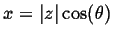 x = |z| cos(θ)